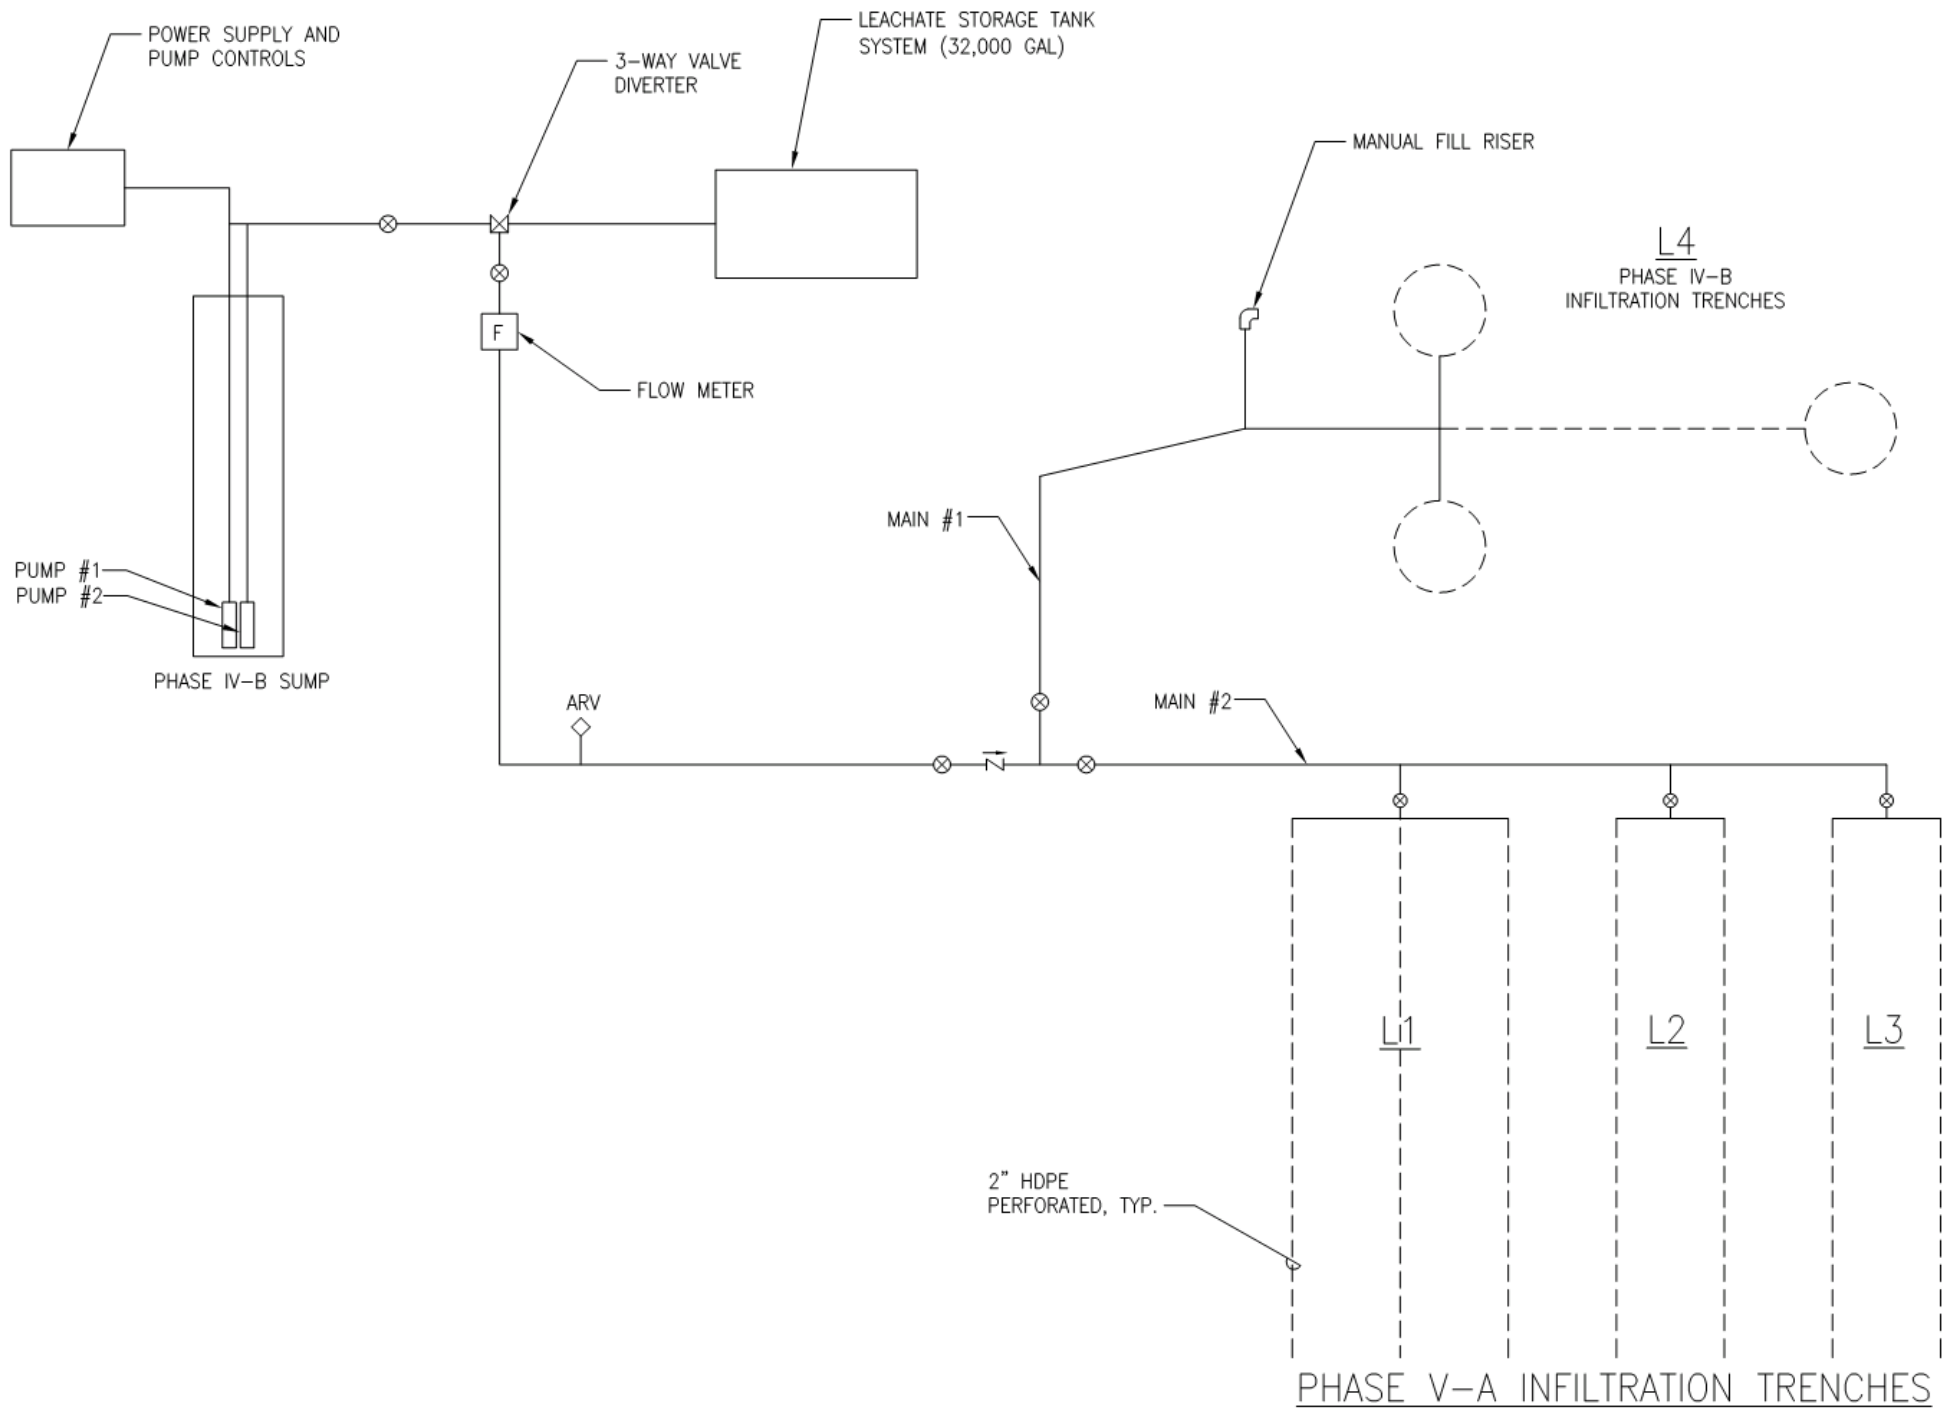 POWER SUPPLY AND
PUMP CONTROLS
3-WAY VALVE
DIVERTER
LEACHATE STORAGE TANK
SYSTEM (32,000 GAL)
MANUAL FILL RISER
L4
PHASE IV-B
INFILTRATION TRENCHES
F
FLOW METER
MAIN #1
PUMP #1
PUMP #2
PHASE IV-B SUMP
ARV
MAIN #2
L1
L2
L3
2" HDPE
PERFORATED, TYP.
PHASE V-A INFILTRATION TRENCHES